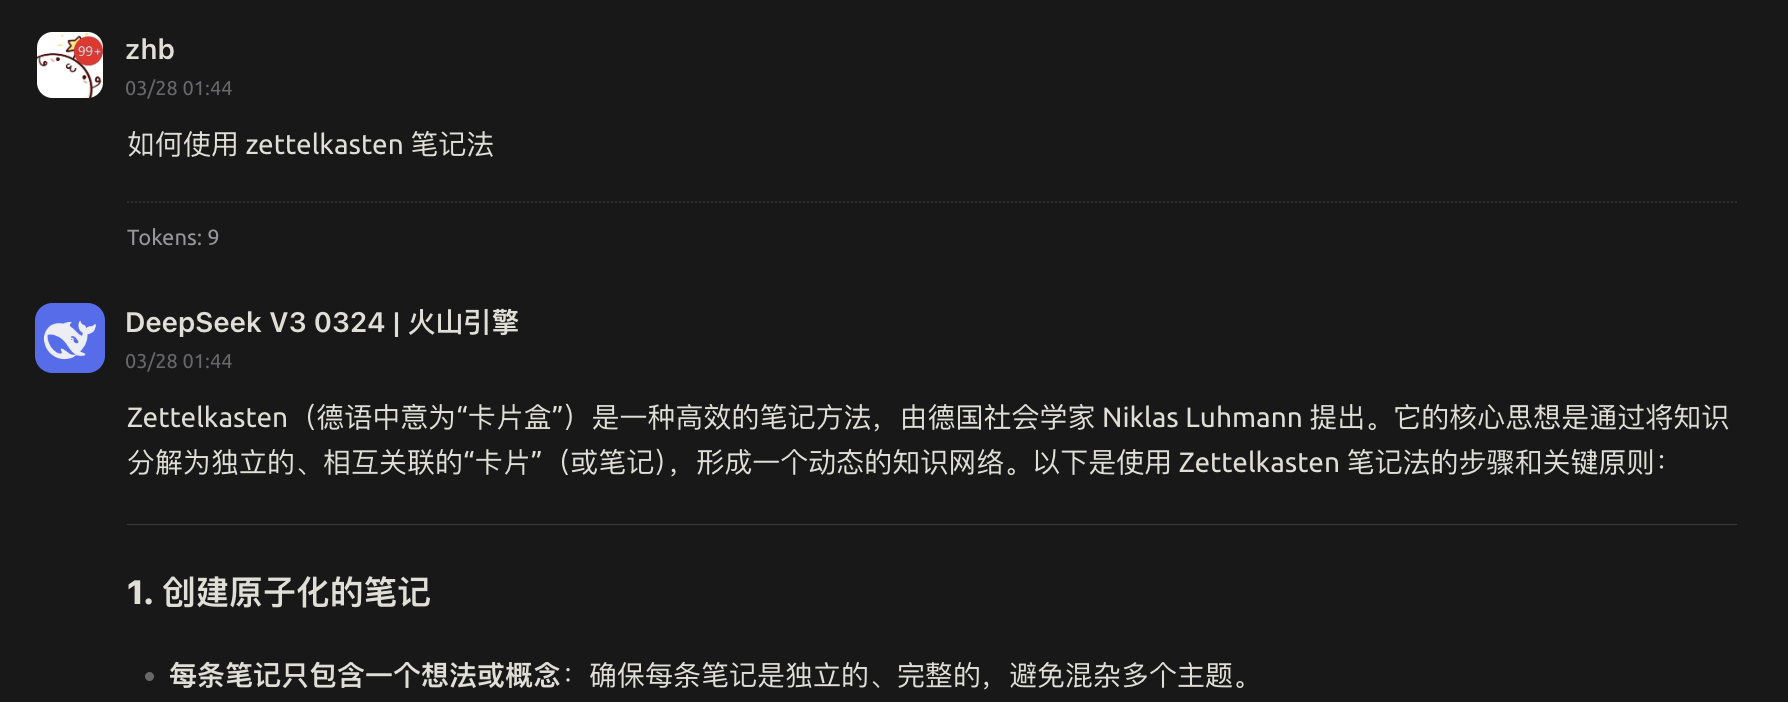 99+
zhb
03/28 01:44
如何使用 zettelkasten 笔记法
Tokens: 9
DeepSeek V3 0324 | 火山引擎
03/28 01:44
Zettelkasten（德语中意为“卡片盒”）是一种高效的笔记方法，由德国社会学家 Niklas Luhmann 提出。它的核心思想是通过将知识
分解为独立的、相互关联的“卡片”（或笔记），形成一个动态的知识网络。以下是使用 Zettelkasten 笔记法的步骤和关键原则：
1. 创建原子化的笔记
• 每条笔记只包含一个想法或概念：确保每条笔记是独立的、完整的，避免混杂多个主题。